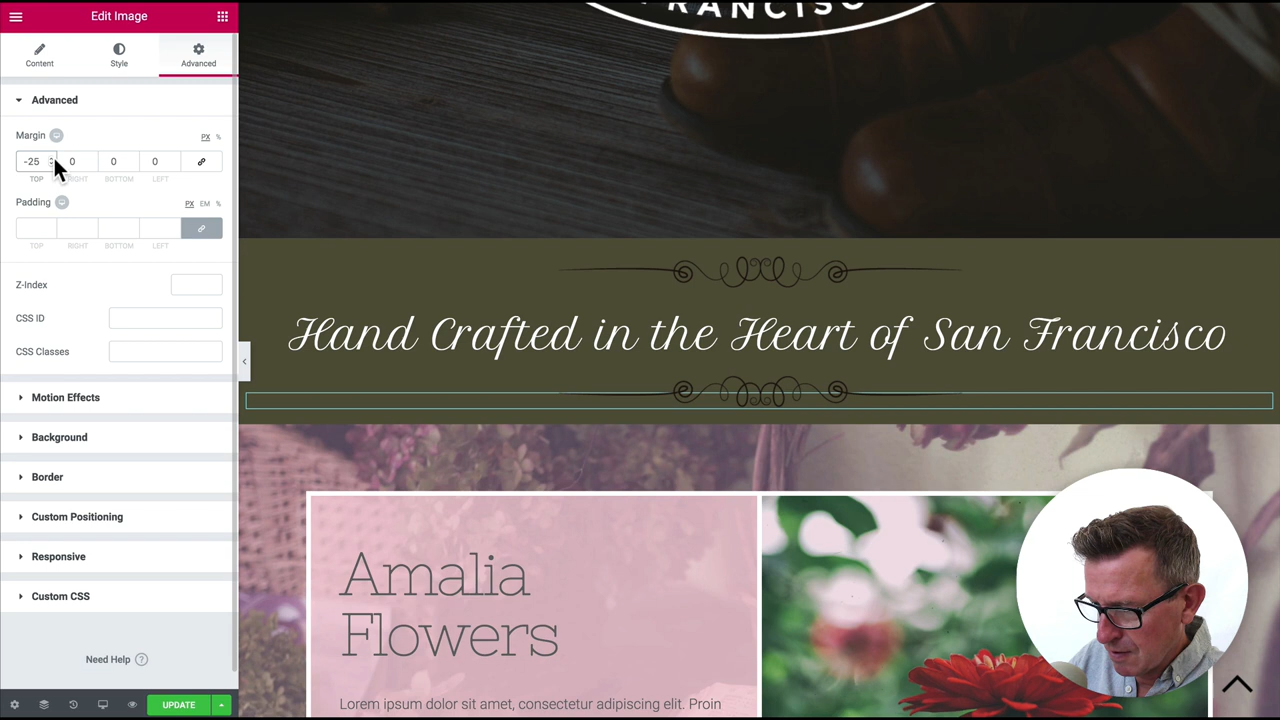 Edit Image
Content
Style
Advanced
Advanced
Margin
PX %
-25 0 0 0
TOP RIGHT BOTTOM LEFT
Padding
PX EM %
TOP RIGHT BOTTOM LEFT
Z-Index
CSS ID
CSS Classes
Motion Effects
Background
Border
Custom Positioning
Responsive
Custom CSS
Need Help ?
UPDATE
FRANCISC
Hand Crafted in the Heart of San Francisco
Amalia
Flowers
Lorem ipsum dolor sit amet, consectetur adipiscing elit. Proin